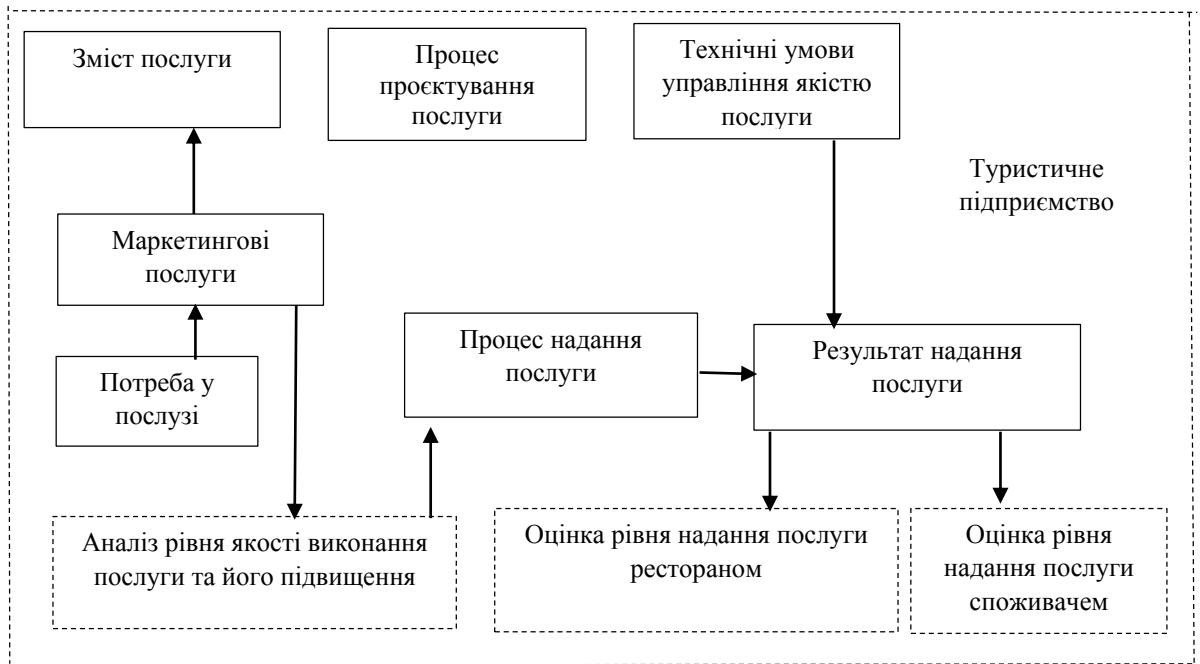 Зміст послуги
Процес
проєктування
послуги
Технічні умови
управління якістю
послуги
Туристичне
підприємство
Маркетингові
послуги
Процес надання
послуги
Результат надання
послуги
Потреба у
послузі
Аналіз рівня якості виконання
послуги та його підвищення
Оцінка рівня надання послуги
рестораном
Оцінка рівня
надання послуги
споживачем